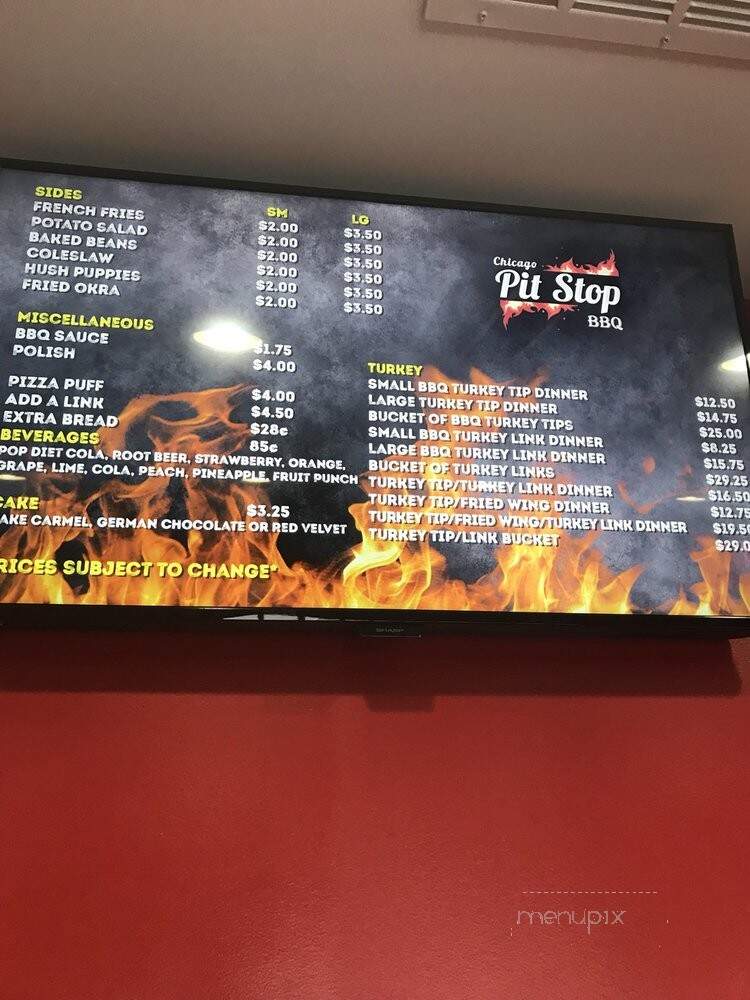 SIDES SM LG
FRENCH FRIES $2.00 $3.50
POTATO SALAD $2.00 $3.50
BAKED BEANS $2.00 $3.50
COLESLAW $2.00 $3.50
HUSH PUPPIES $2.00 $3.50
FRIED OKRA $2.00 $3.50
MISCELLANEOUS
BBQ SAUCE $1.75
POLISH $4.00
PIZZA PUFF $4.00
ADD A LINK $4.50
EXTRA BREAD $28¢
BEVERAGES 85¢
POP DIET COLA, ROOT BEER, STRAWBERRY, ORANGE,
GRAPE, LIME, COLA, PEACH, PINEAPPLE, FRUIT PUNCH
CAKE $3.25
AKE CARMEL, GERMAN CHOCOLATE OR RED VELVET
RICES SUBJECT TO CHANGE*
Chicago
Pit Stop
BBQ
TURKEY
SMALL BBQ TURKEY TIP DINNER $12.50
LARGE TURKEY TIP DINNER $14.75
BUCKET OF BBQ TURKEY TIPS $25.00
SMALL BBQ TURKEY LINK DINNER $8.25
LARGE BBQ TURKEY LINK DINNER $15.75
BUCKET OF TURKEY LINKS $29.25
TURKEY TIP/TURKEY LINK DINNER $16.50
TURKEY TIP/FRIED WING DINNER $12.75
TURKEY TIP/FRIED WING/TURKEY LINK DINNER $19.50
TURKEY TIP/LINK BUCKET $29.0
SHARP
menupix